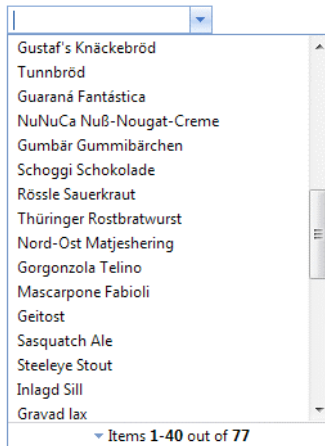 Gustaf's Knäckebröd
Tunnbröd
Guaraná Fantástica
NuNuCa Nuß-Nougat-Creme
Gumbär Gummibärchen
Schoggi Schokolade
Rössle Sauerkraut
Thüringer Rostbratwurst
Nord-Ost Matjeshering
Gorgonzola Telino
Mascarpone Fabioli
Geitost
Sasquatch Ale
Steeleye Stout
Inlagd Sill
Gravad lax
Items 1-40 out of 77